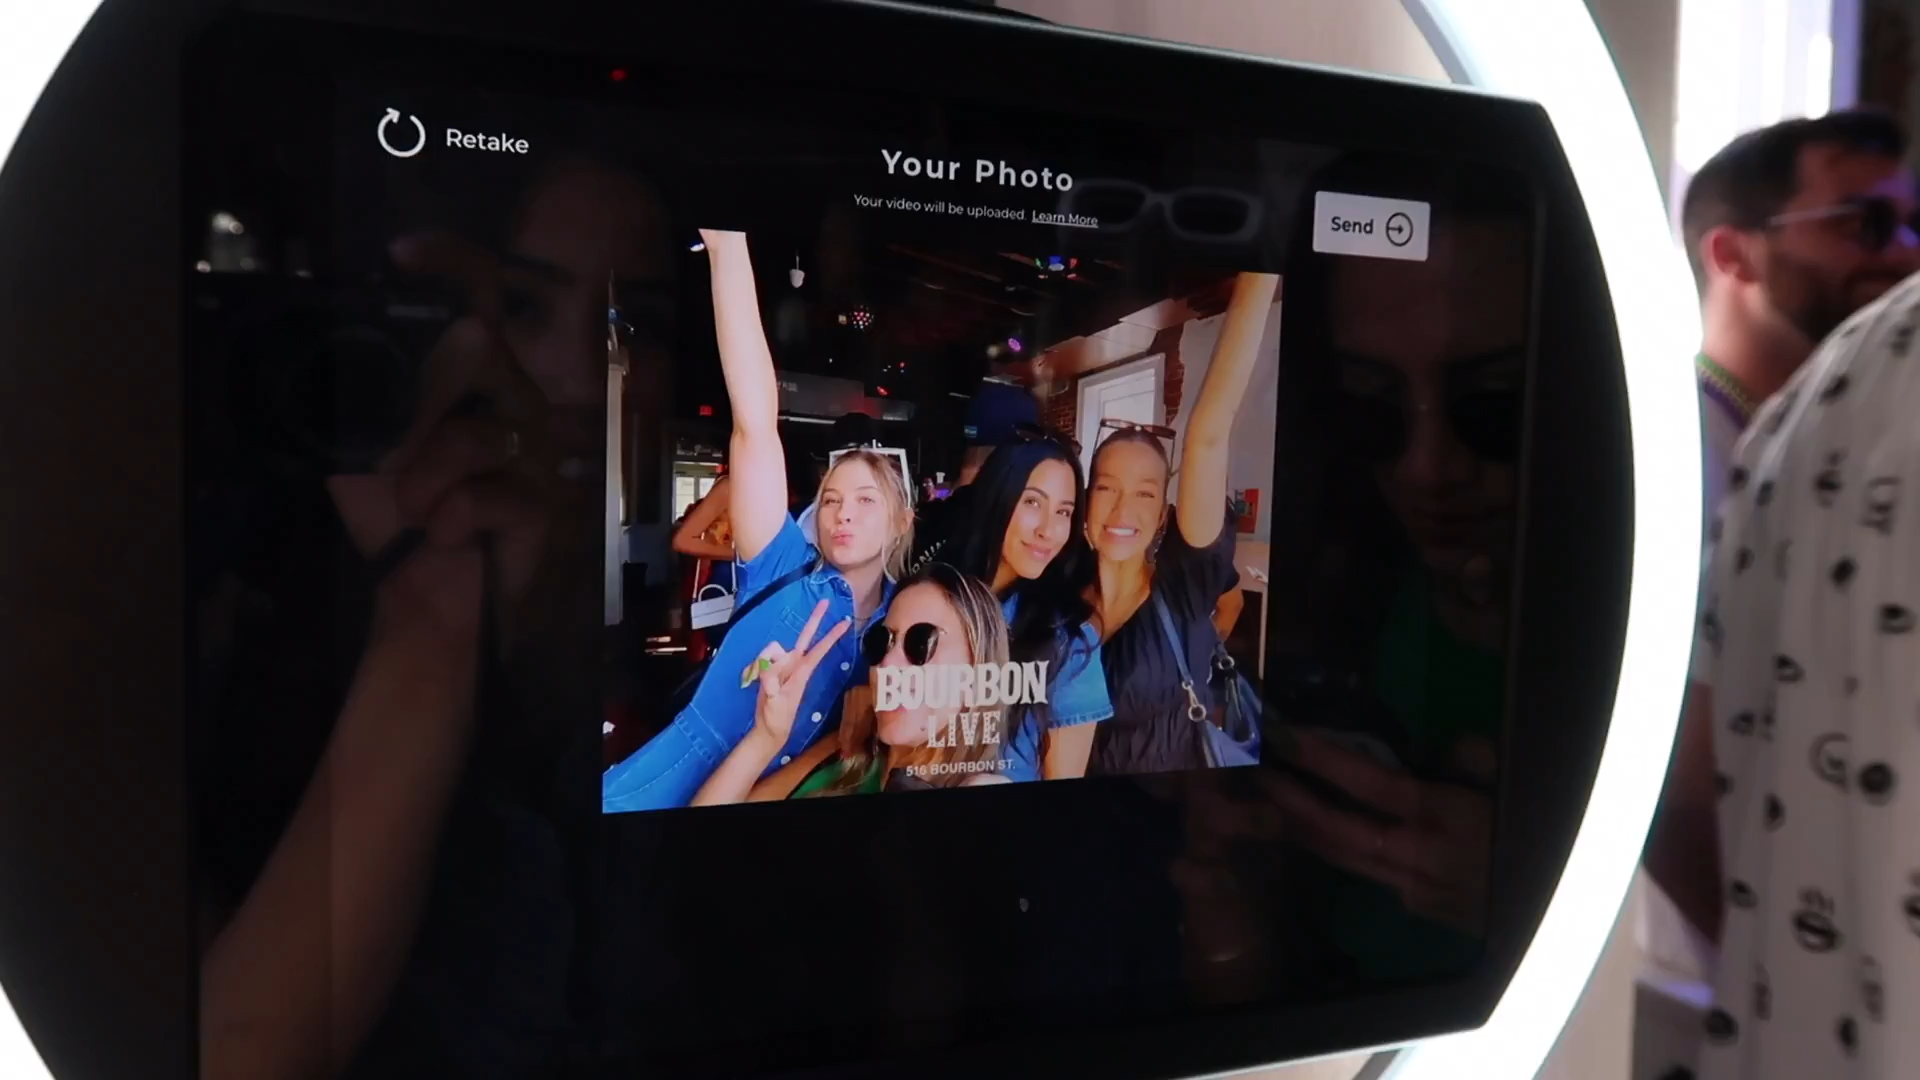 Retake
Your Photo
Your video will be uploaded. Learn More
Send
BOURBON
LIVE
516 BOURBON ST.